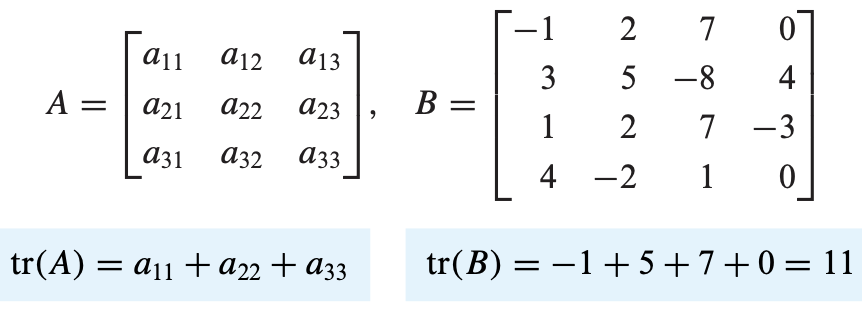 A = [a₁₁ a₁₂ a₁₃
a₂₁ a₂₂ a₂₃
a₃₁ a₃₂ a₃₃],
B = [−1 2 7 0
3 5 −8 4
1 2 7 −3
4 −2 1 0]
tr(A) = a₁₁ + a₂₂ + a₃₃
tr(B) = −1 + 5 + 7 + 0 = 11